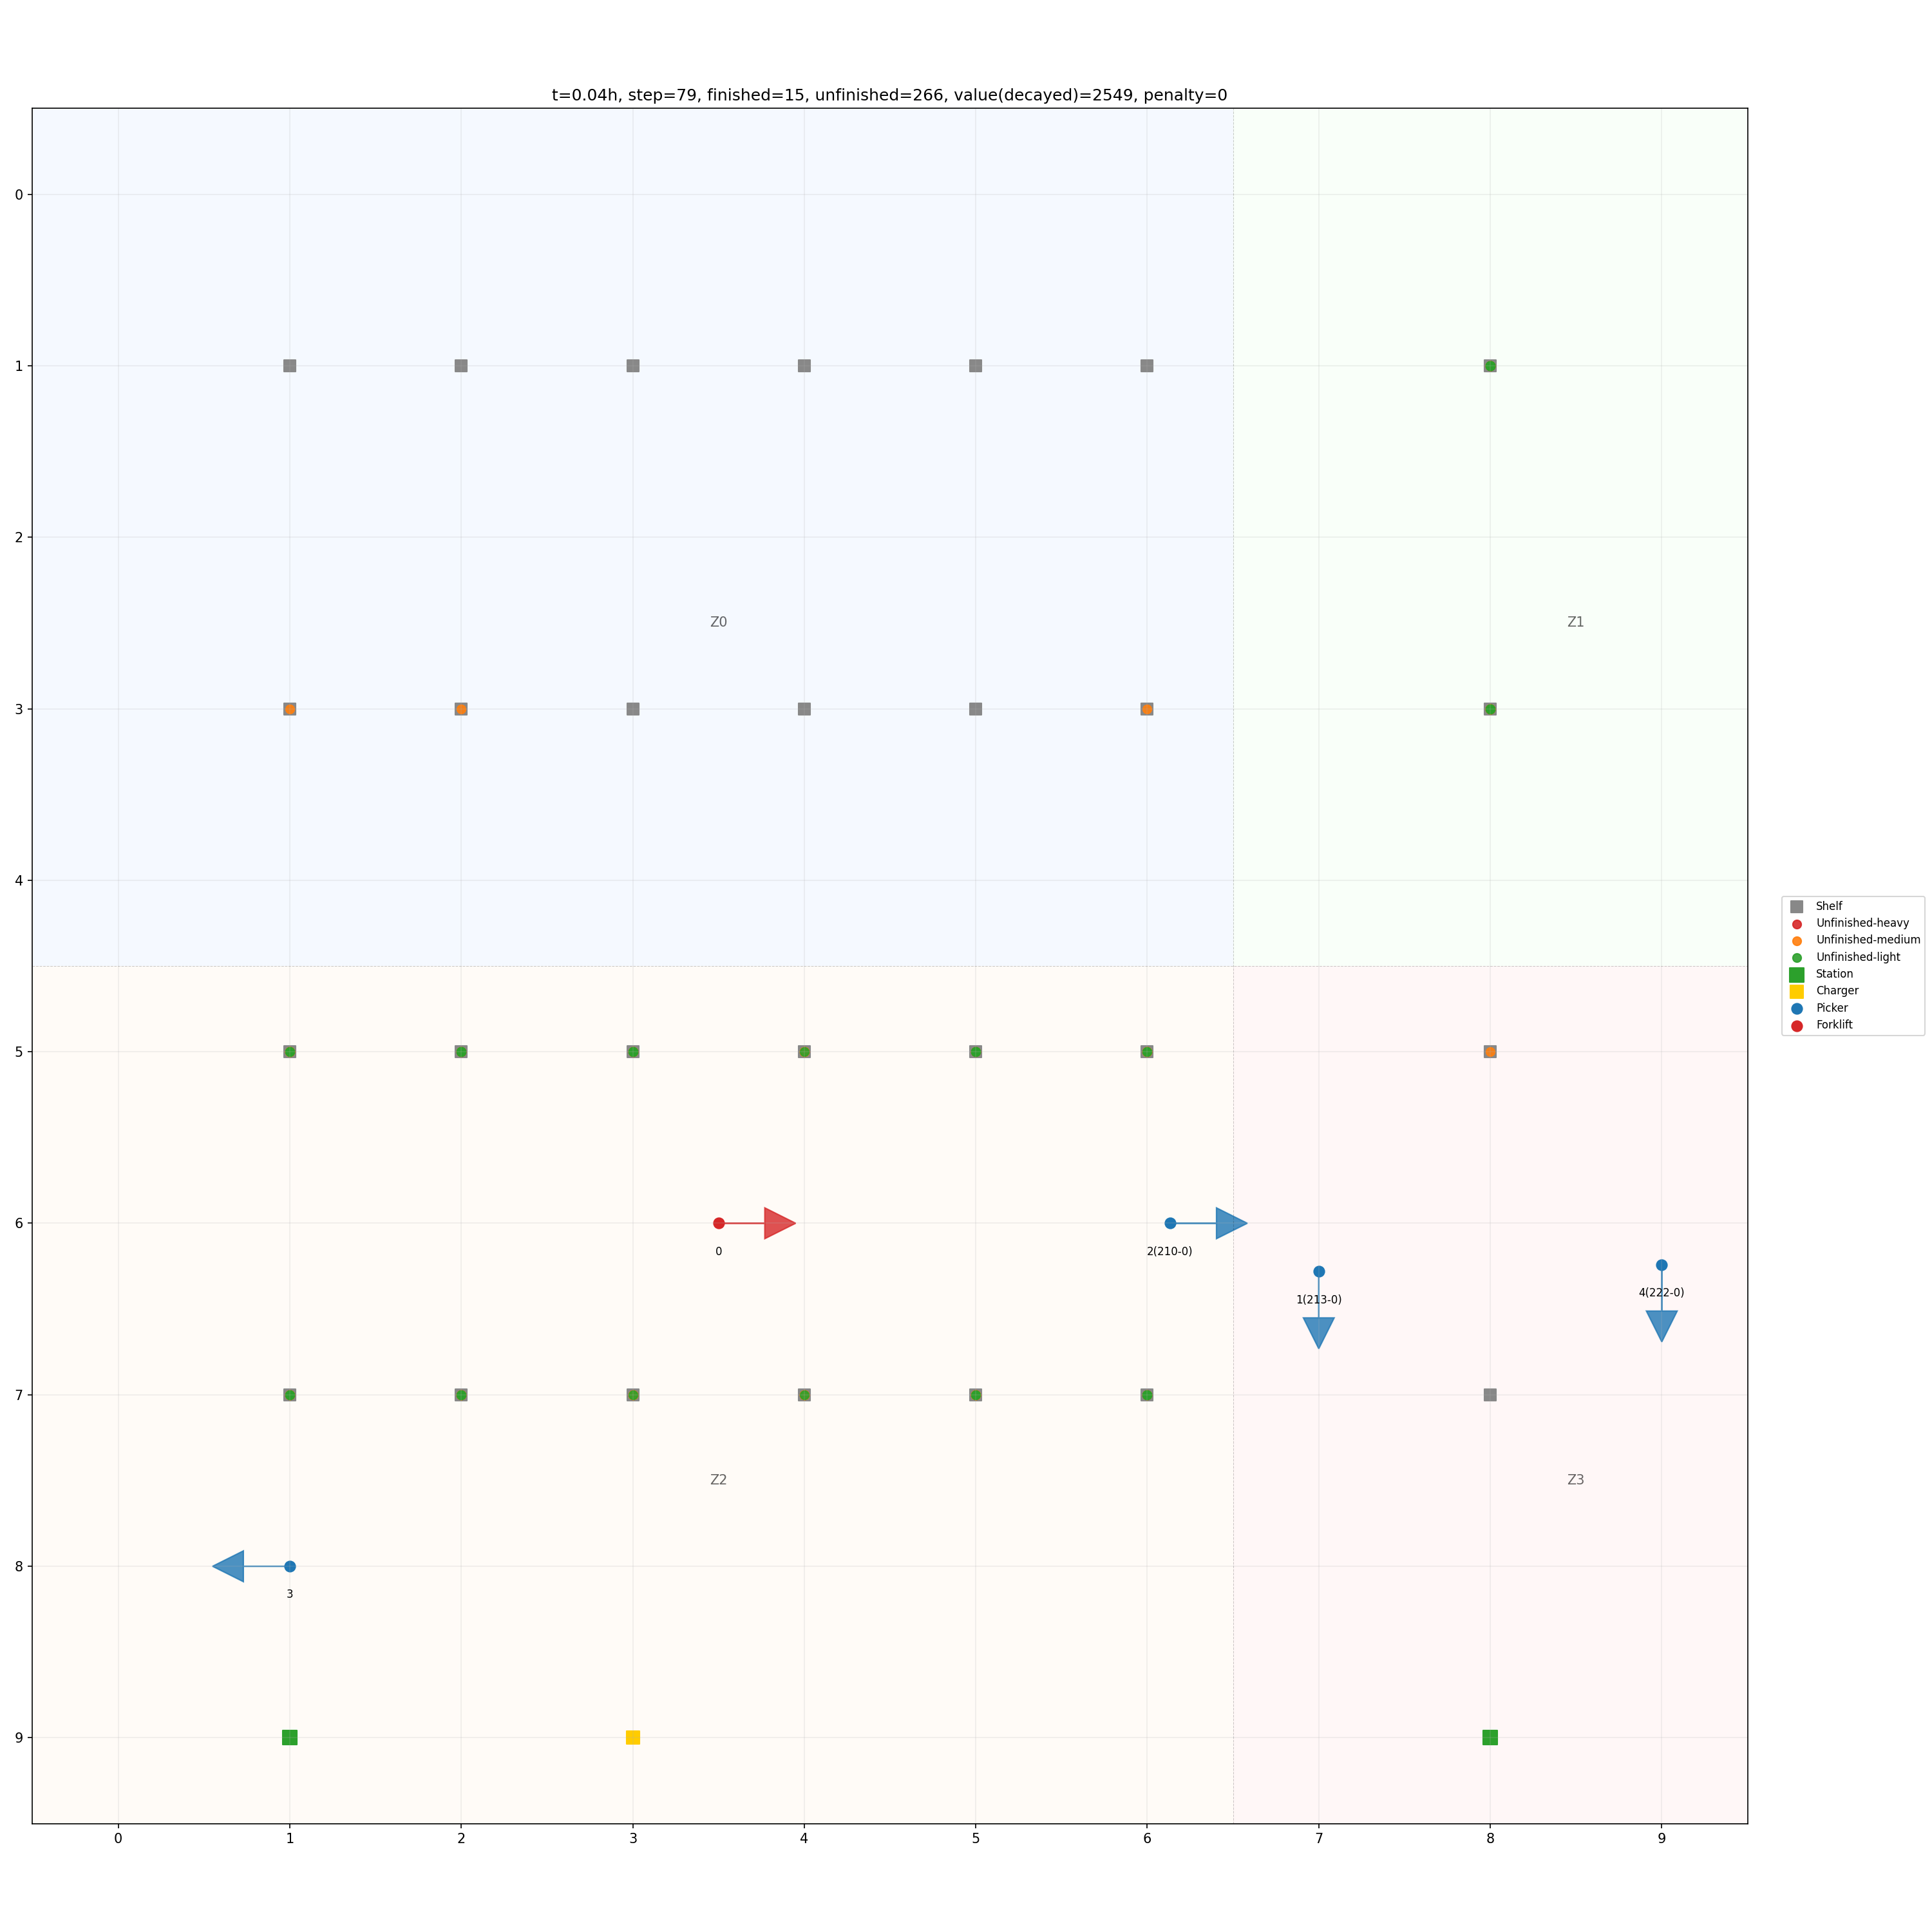 t=0.04h, step=79, finished=15, unfinished=266, value(decayed)=2549, penalty=0
0
1
2
Z0
Z1
3
4
Shelf
Unfinished-heavy
Unfinished-medium
Unfinished-light
Station
Charger
Picker
Forklift
5
6
0
2(210-0)
1(213-0)
4(222-0)
7
Z2
Z3
8
3
9
0 1 2 3 4 5 6 7 8 9